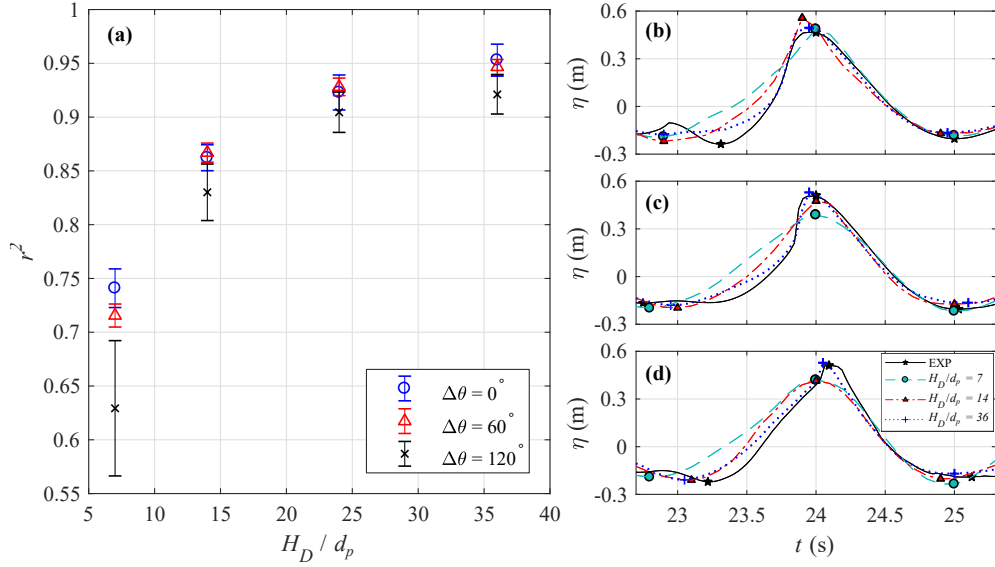 (a)
1
0.95
0.9
0.85
0.8
0.75
0.7
0.65
0.6
0.55
r²
5 10 15 20 25 30 35 40
H_D / d_p
Δθ = 0°
Δθ = 60°
Δθ = 120°
(b)
0.6
0.3
0
-0.3
η (m)
(c)
0.6
0.3
0
-0.3
η (m)
(d)
0.6
0.3
0
-0.3
η (m)
EXP
H_D/d_p = 7
H_D/d_p = 14
H_D/d_p = 36
23 23.5 24 24.5 25
t (s)